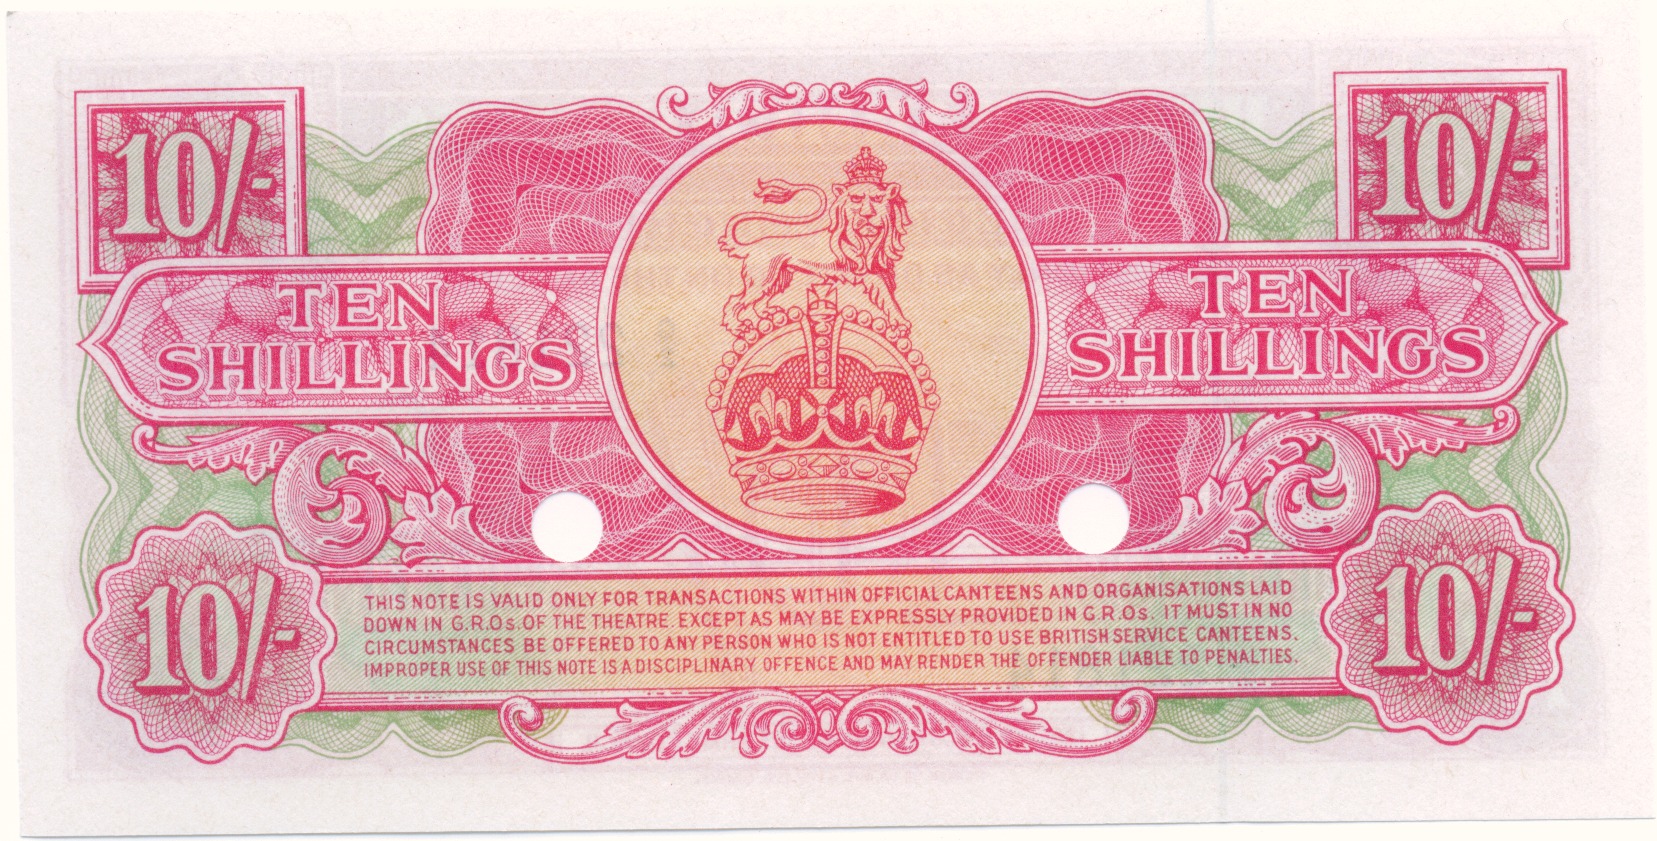 10/-
10/-
TEN
SHILLINGS
TEN
SHILLINGS
THIS NOTE IS VALID ONLY FOR TRANSACTIONS WITHIN OFFICIAL CANTEENS AND ORGANISATIONS LAID
DOWN IN G.R.Os. OF THE THEATRE. EXCEPT AS MAY BE EXPRESSLY PROVIDED IN G.R.Os. IT MUST IN NO
CIRCUMSTANCES BE OFFERED TO ANY PERSON WHO IS NOT ENTITLED TO USE BRITISH SERVICE CANTEENS.
IMPROPER USE OF THIS NOTE IS A DISCIPLINARY OFFENCE AND MAY RENDER THE OFFENDER LIABLE TO PENALTIES.
10/-
10/-